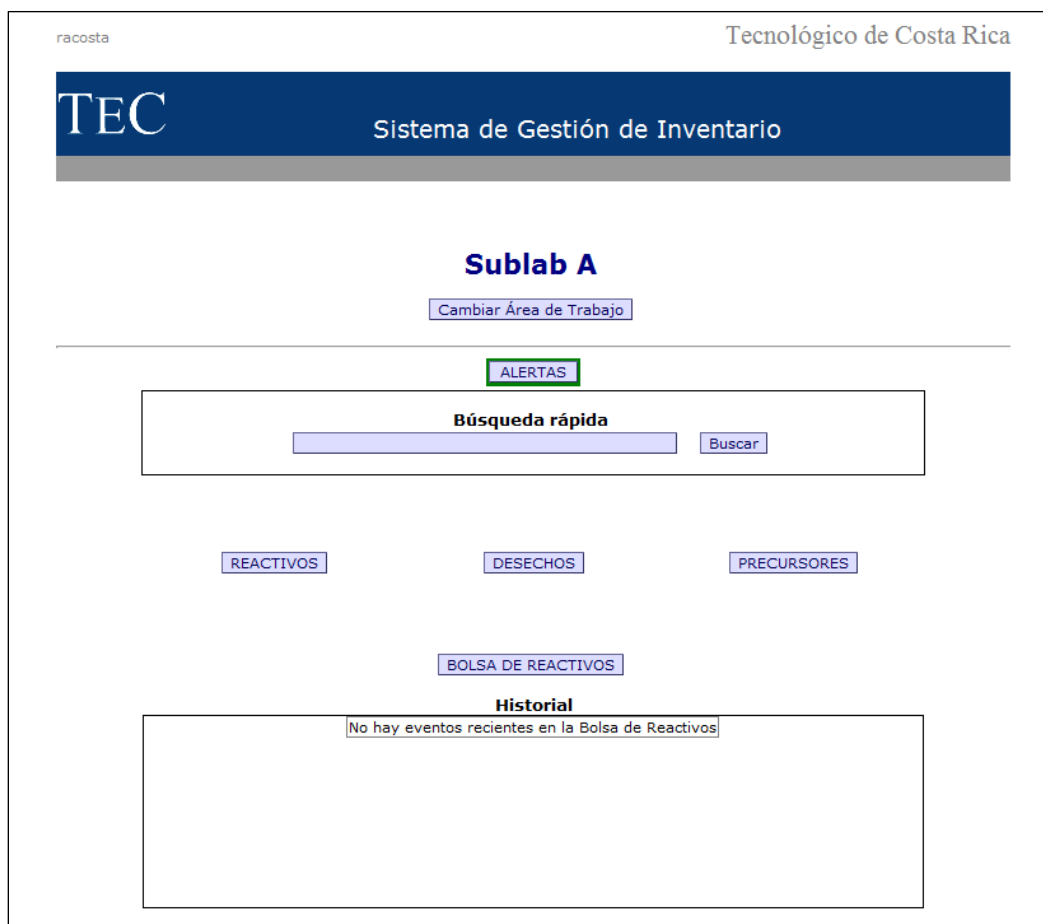 racosta
Tecnológico de Costa Rica
TEC
Sistema de Gestión de Inventario
Sublab A
Cambiar Área de Trabajo
ALERTAS
Búsqueda rápida
Buscar
REACTIVOS
DESECHOS
PRECURSORES
BOLSA DE REACTIVOS
Historial
No hay eventos recientes en la Bolsa de Reactivos